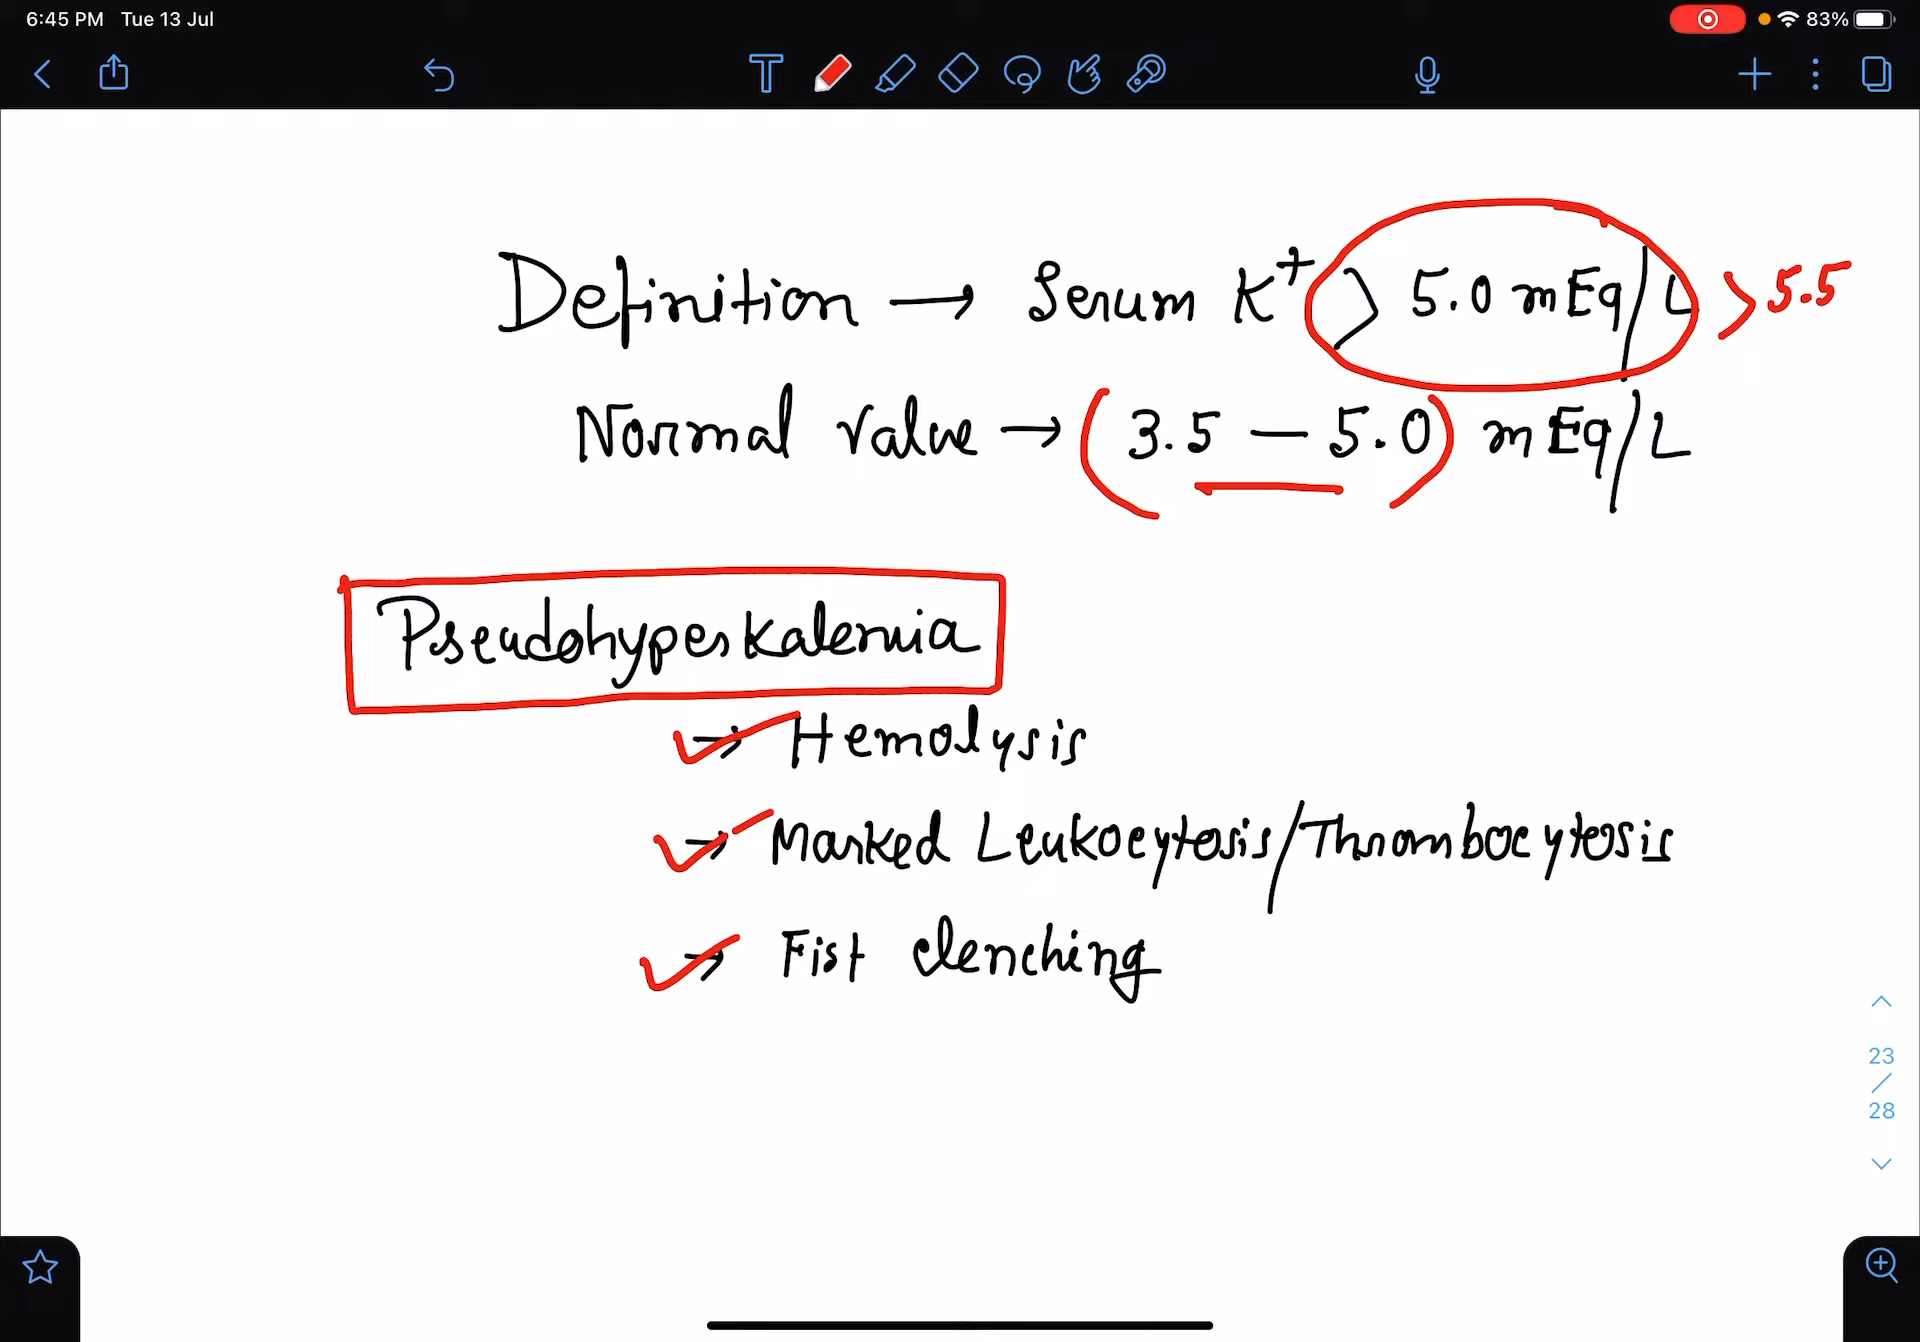 6:45 PM Tue 13 Jul 83%
Definition → Serum K⁺ > 5.0 mEq/L > 5.5
Normal value → (3.5 — 5.0) mEq/L
Pseudohyperkalemia
→ Hemolysis
→ Marked Leukocytosis/Thrombocytosis
→ Fist clenching
23
/
28